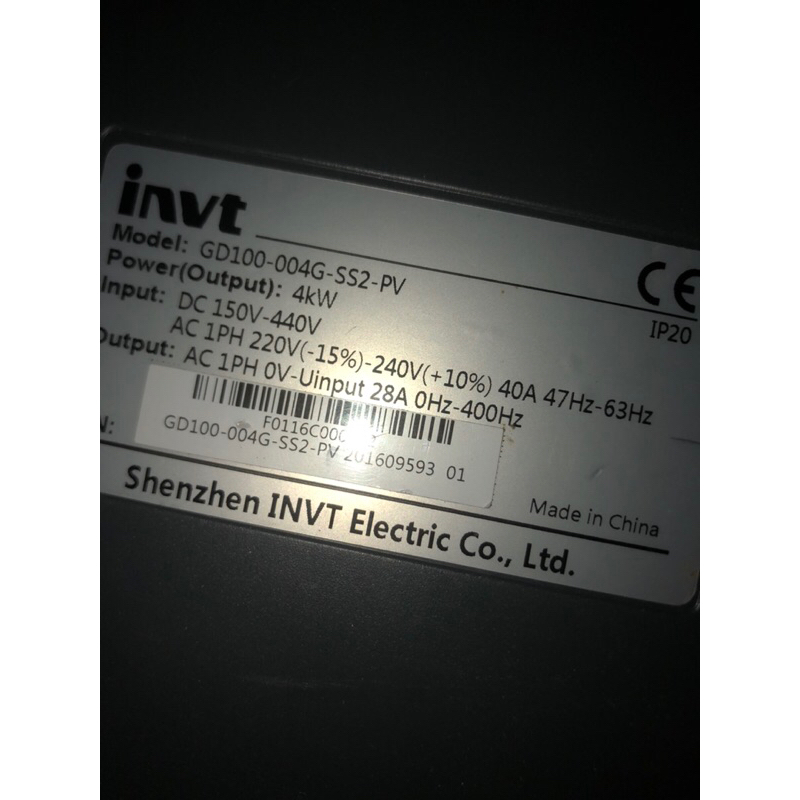 invt
Model: GD100-004G-SS2-PV
CE
Power(Output): 4kW
IP20
Input: DC 150V-440V
AC 1PH 220V(-15%)-240V(+10%) 40A 47Hz-63Hz
Output: AC 1PH 0V-Uinput 28A 0Hz-400Hz
N:
GD100-004G-SS2-PV 201609593 01
Made in China
Shenzhen INVT Electric Co., Ltd.